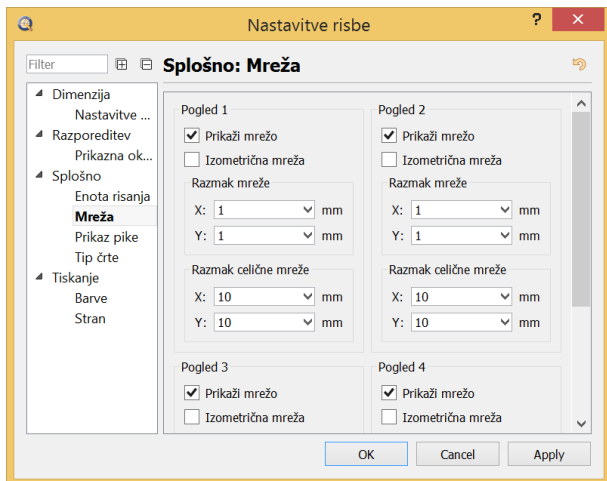 Nastavitve risbe
?
Filter
Splošno: Mreža
Dimenzija
Nastavitve ...
Razporeditev
Prikazna ok...
Splošno
Enota risanja
Mreža
Prikaz pike
Tip črte
Tiskanje
Barve
Stran
Pogled 1
Prikaži mrežo
Izometrična mreža
Razmak mreže
X: 1 mm
Y: 1 mm
Razmak celične mreže
X: 10 mm
Y: 10 mm
Pogled 2
Prikaži mrežo
Izometrična mreža
Razmak mreže
X: 1 mm
Y: 1 mm
Razmak celične mreže
X: 10 mm
Y: 10 mm
Pogled 3
Prikaži mrežo
Izometrična mreža
Pogled 4
Prikaži mrežo
Izometrična mreža
OK
Cancel
Apply